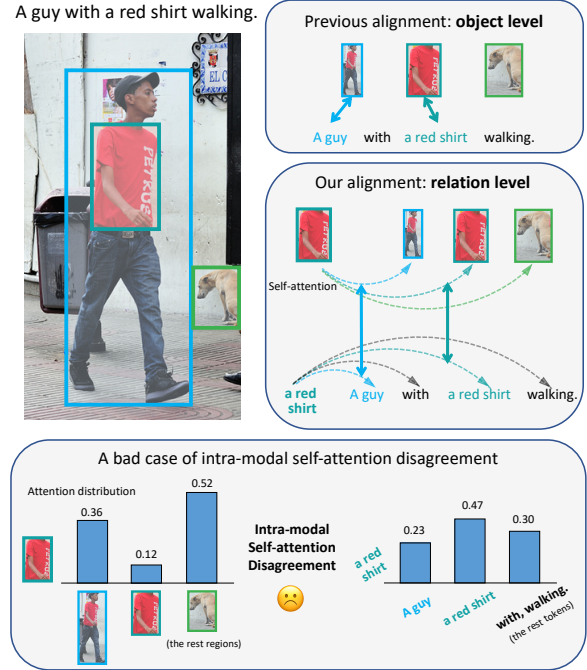 A guy with a red shirt walking.
EL C
PETRUS
Previous alignment: object level
A guy with a red shirt walking.
Our alignment: relation level
Self-attention
a red
shirt
A guy with a red shirt walking.
A bad case of intra-modal self-attention disagreement
Attention distribution
0.36
0.12
0.52
(the rest regions)
Intra-modal
Self-attention
Disagreement
a red
shirt
0.23
0.47
0.30
A guy
a red shirt
with, walking.
(the rest tokens)